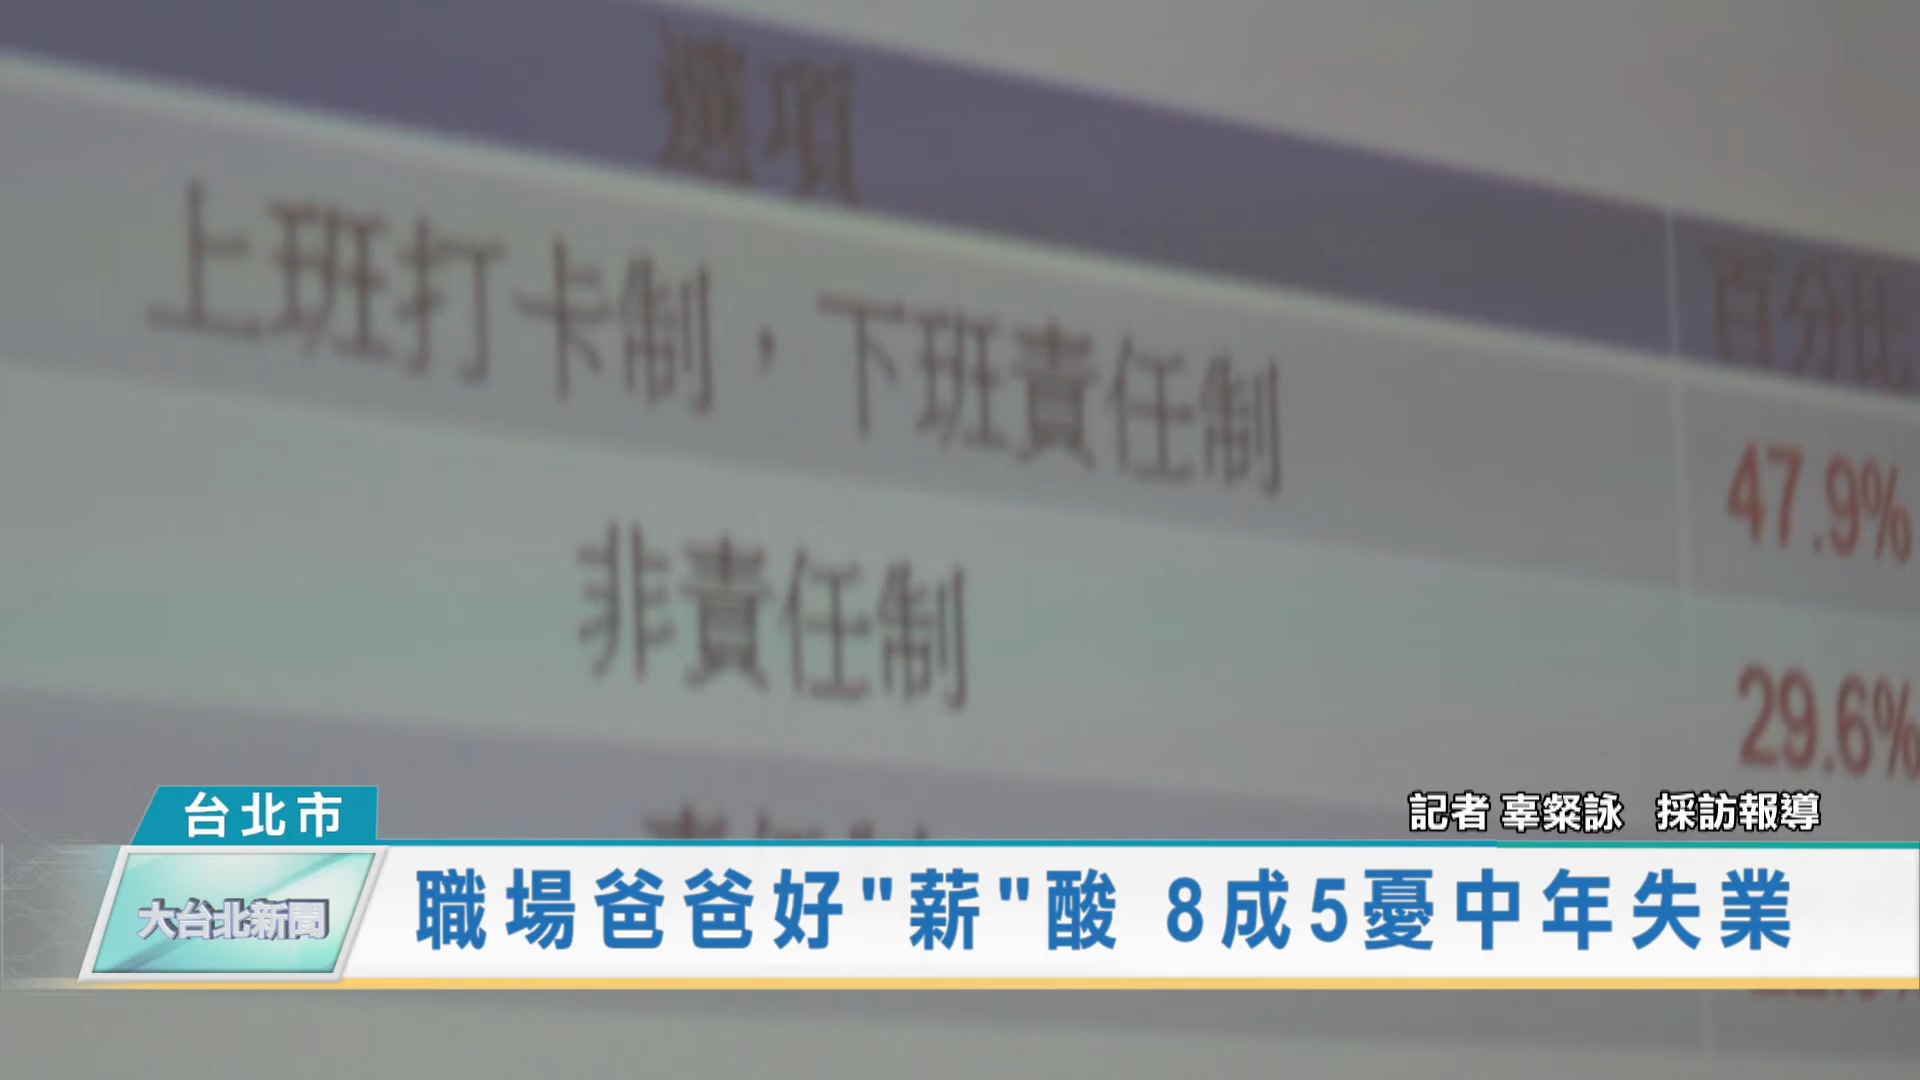 選項
百分比
上班打卡制，下班責任制
47.9%
非責任制
29.6%
台北市
記者 辜粲詠 採訪報導
大台北新聞
職場爸爸好"薪"酸 8成5憂中年失業